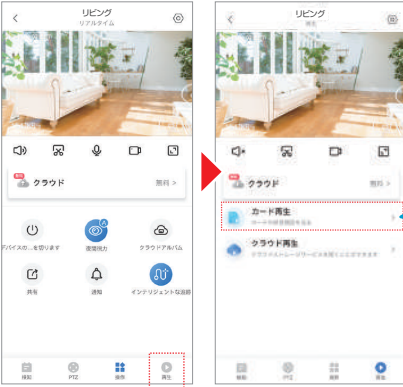 リビング
リアルタイム
クラウド
無料 >
デバイスの...を切ります
夜間視力
クラウドアルバム
共有
通知
インテリジェントな追跡
PTZ
操作
再生
リビング
再生
クラウド
無料 >
カード再生
クラウド再生
PTZ
操作
再生